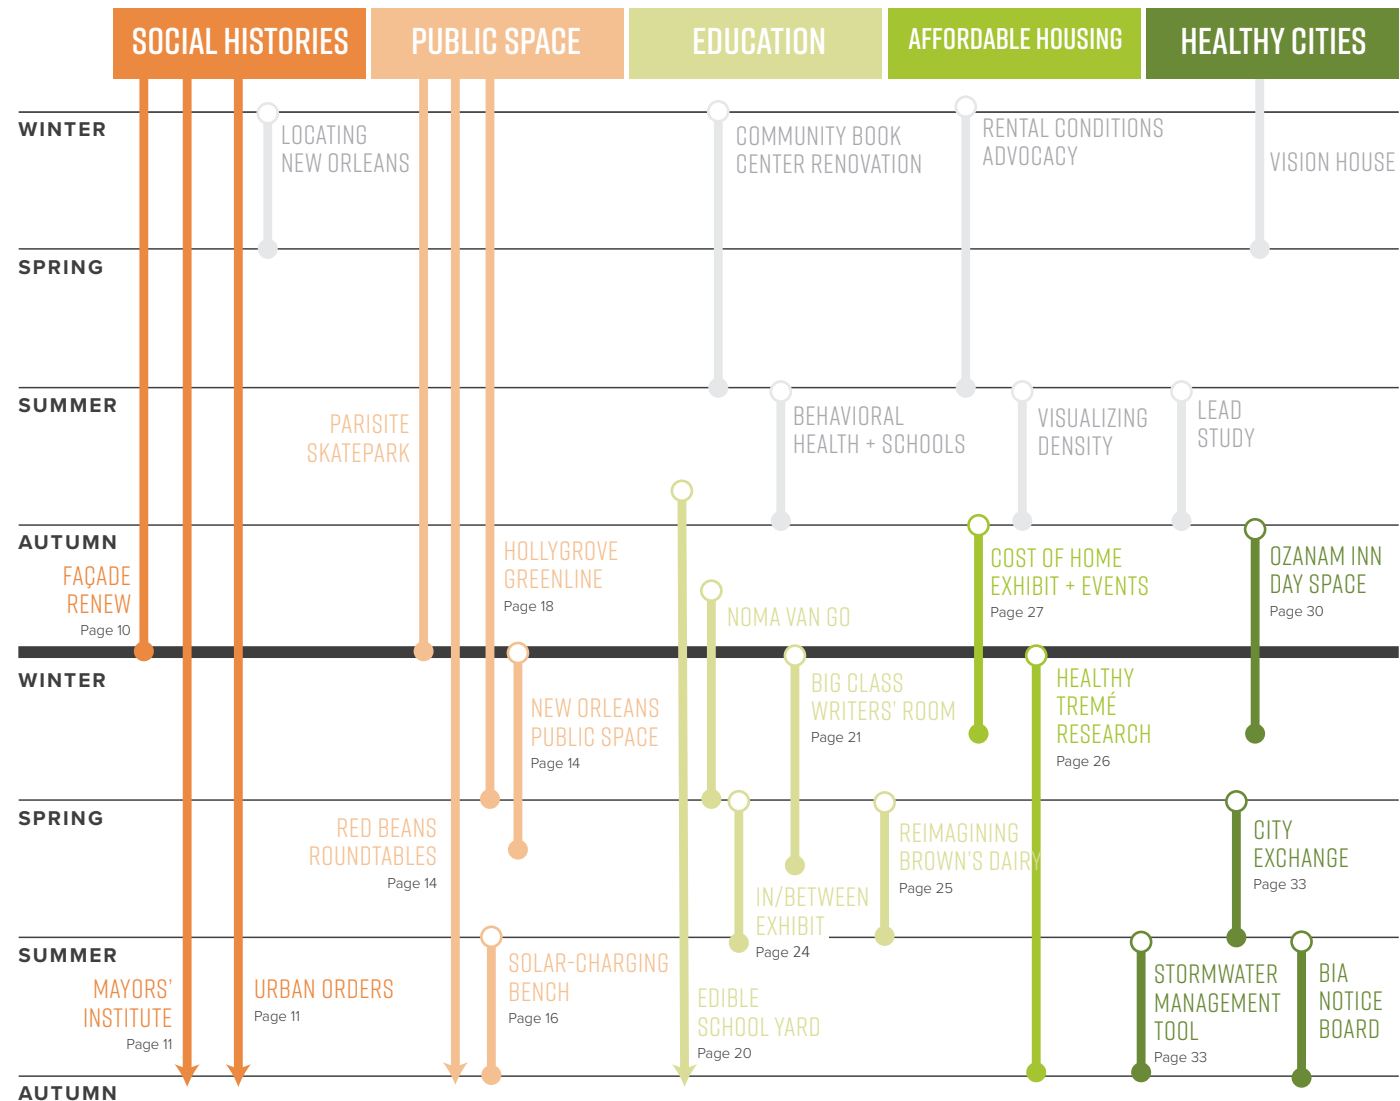 SOCIAL HISTORIES
PUBLIC SPACE
EDUCATION
AFFORDABLE HOUSING
HEALTHY CITIES
WINTER
LOCATING
NEW ORLEANS
COMMUNITY BOOK
CENTER RENOVATION
RENTAL CONDITIONS
ADVOCACY
VISION HOUSE
SPRING
SUMMER
PARISITE
SKATEPARK
BEHAVIORAL
HEALTH + SCHOOLS
VISUALIZING
DENSITY
LEAD
STUDY
AUTUMN
FAÇADE
RENEW
Page 10
HOLLYGROVE
GREENLINE
Page 18
NOMA VAN GO
COST OF HOME
EXHIBIT + EVENTS
Page 27
OZANAM INN
DAY SPACE
Page 30
WINTER
NEW ORLEANS
PUBLIC SPACE
Page 14
BIG CLASS
WRITERS' ROOM
Page 21
HEALTHY
TREMÉ
RESEARCH
Page 26
SPRING
RED BEANS
ROUNDTABLES
Page 14
IN/BETWEEN
EXHIBIT
Page 24
REIMAGINING
BROWN'S DAIRY
Page 25
CITY
EXCHANGE
Page 33
SUMMER
MAYORS'
INSTITUTE
Page 11
URBAN ORDERS
Page 11
SOLAR-CHARGING
BENCH
Page 16
EDIBLE
SCHOOL YARD
Page 20
STORMWATER
MANAGEMENT
TOOL
Page 33
BIA
NOTICE
BOARD
AUTUMN